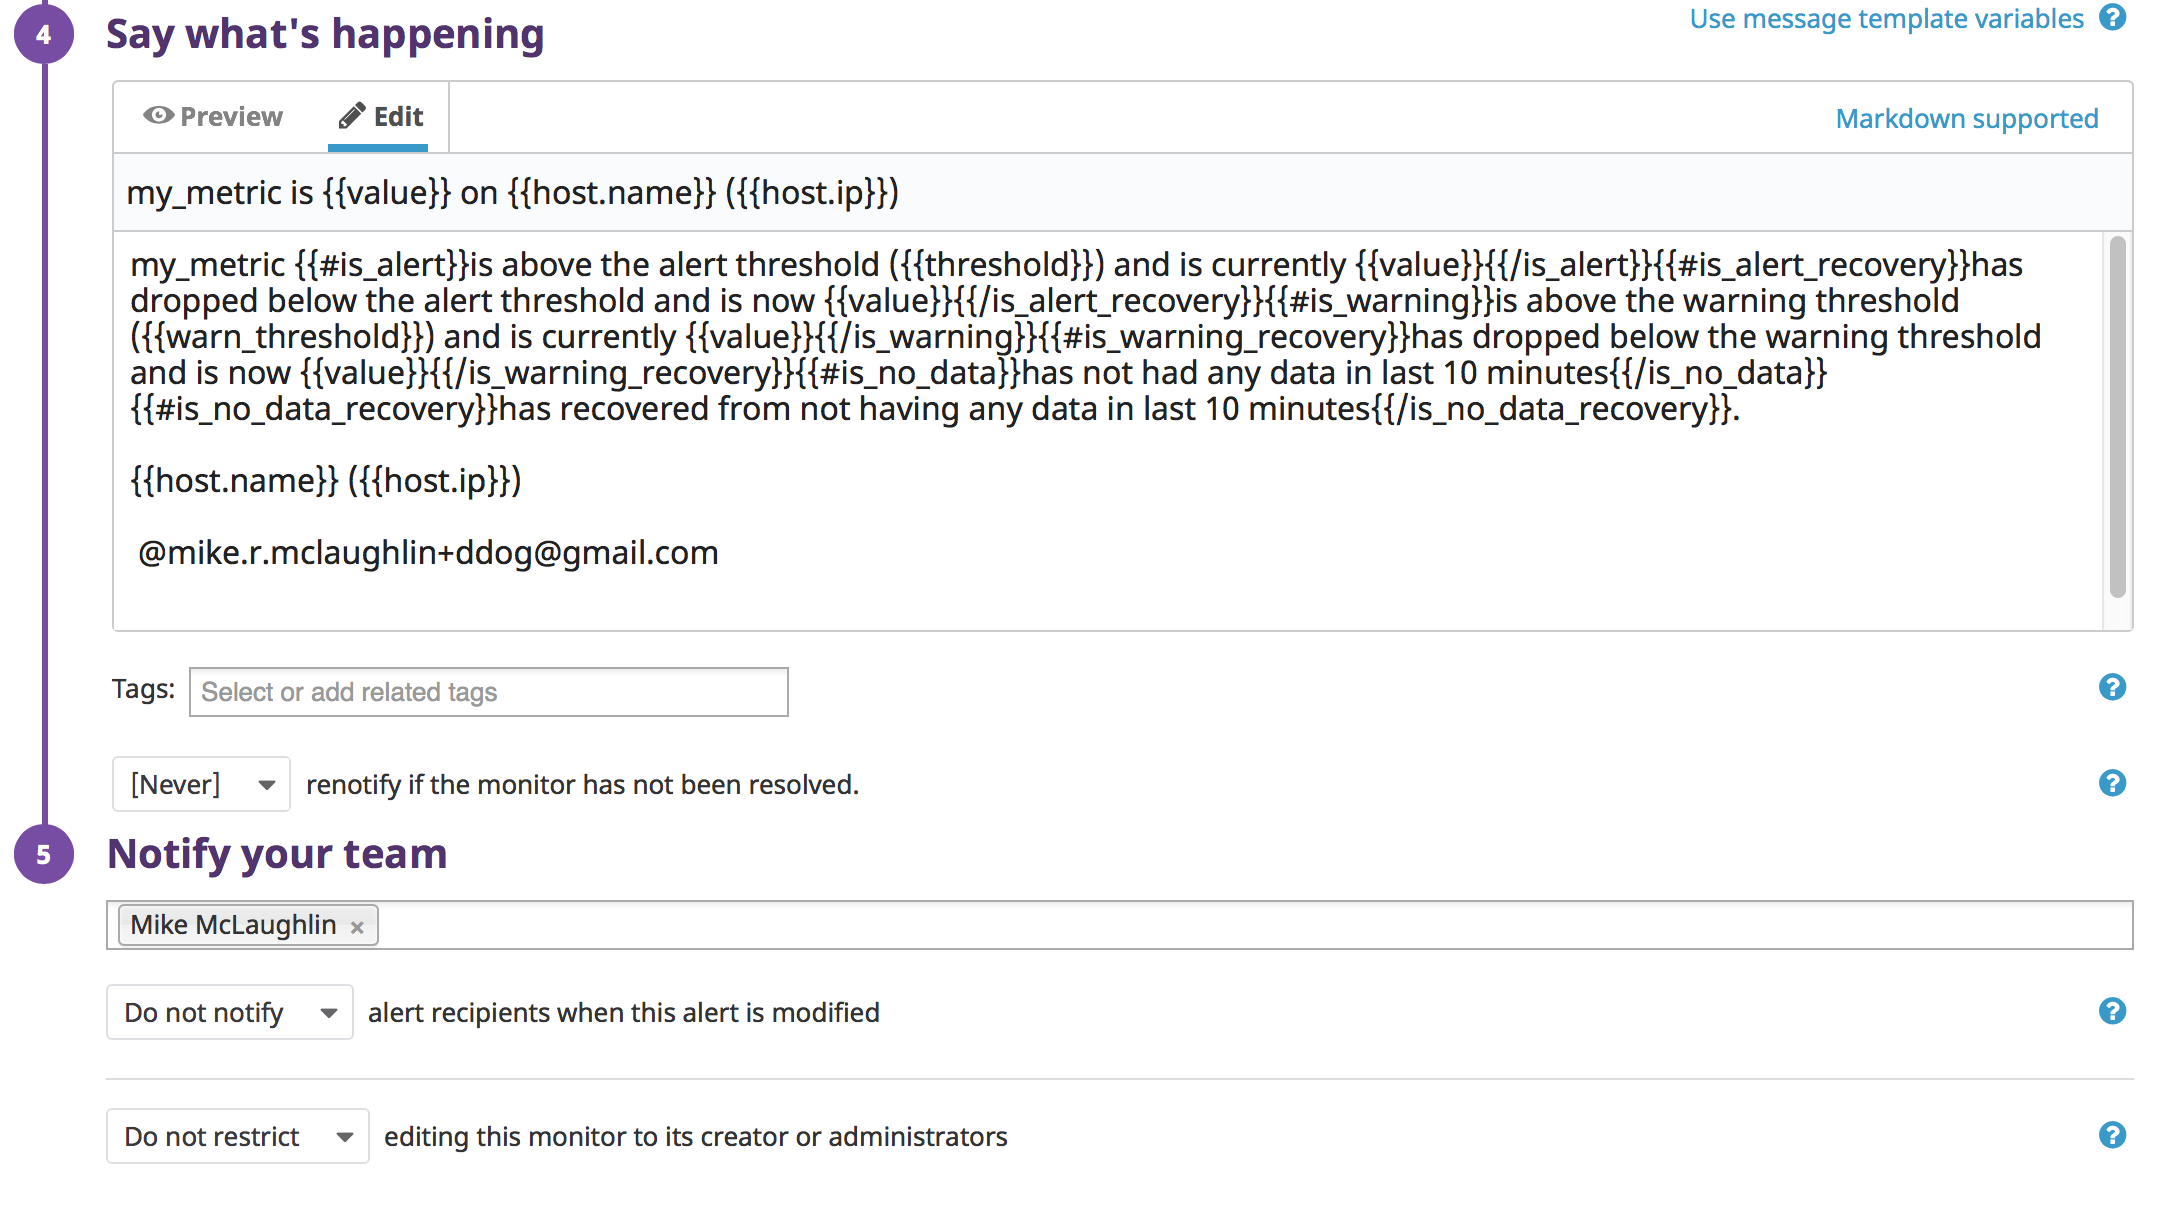 4
Say what's happening
Use message template variables ?
Preview
Edit
Markdown supported
my_metric is {{value}} on {{host.name}} ({{host.ip}})
my_metric {{#is_alert}}is above the alert threshold ({{threshold}}) and is currently {{value}}{{/is_alert}}{{#is_alert_recovery}}has
dropped below the alert threshold and is now {{value}}{{/is_alert_recovery}}{{#is_warning}}is above the warning threshold
({{warn_threshold}}) and is currently {{value}}{{/is_warning}}{{#is_warning_recovery}}has dropped below the warning threshold
and is now {{value}}{{/is_warning_recovery}}{{#is_no_data}}has not had any data in last 10 minutes{{/is_no_data}}
{{#is_no_data_recovery}}has recovered from not having any data in last 10 minutes{{/is_no_data_recovery}}.
{{host.name}} ({{host.ip}})
@mike.r.mclaughlin+ddog@gmail.com
Tags: Select or add related tags ?
[Never] renotify if the monitor has not been resolved. ?
5
Notify your team
Mike McLaughlin ×
Do not notify alert recipients when this alert is modified ?
Do not restrict editing this monitor to its creator or administrators ?